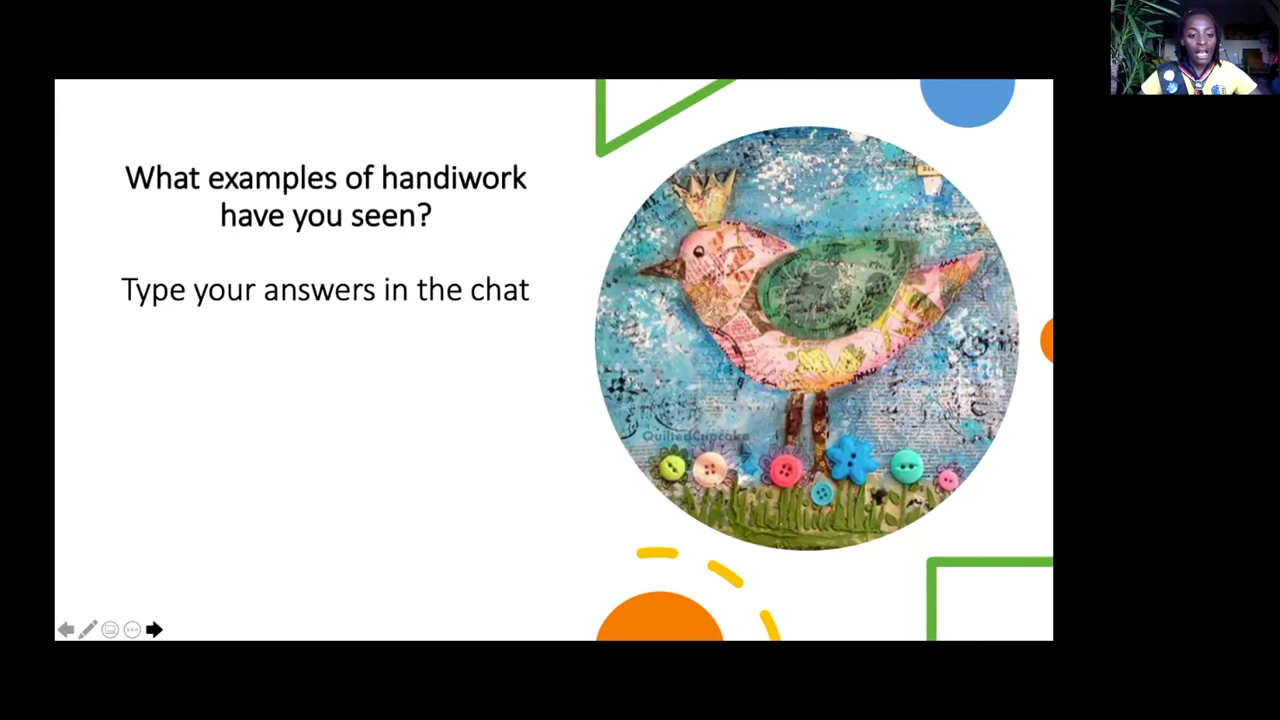 What examples of handiwork
have you seen?
Type your answers in the chat
QuiltedCupcake